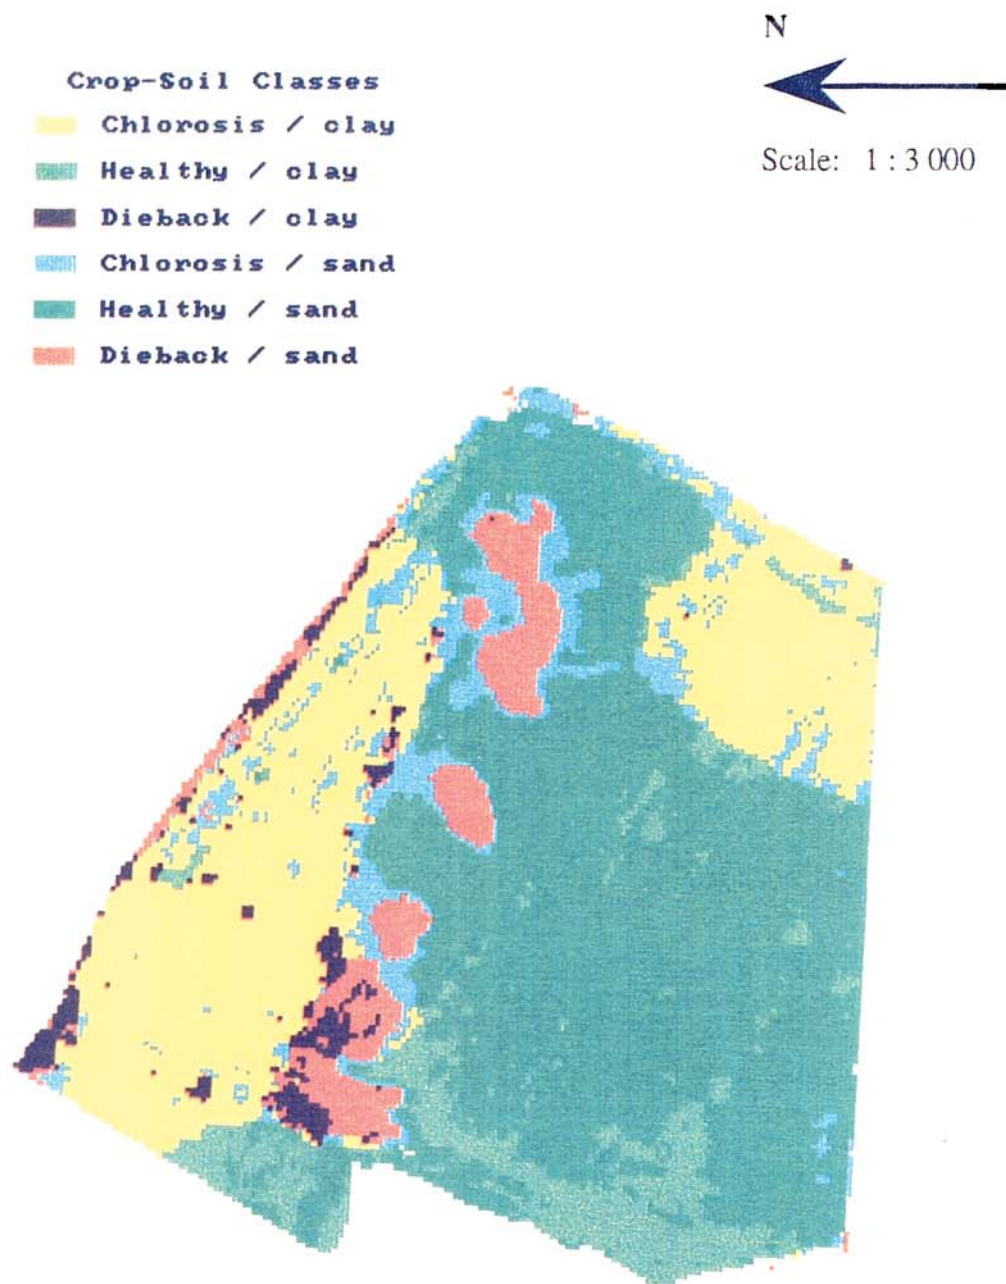 N
Scale: 1 : 3 000
Crop-Soil Classes
Chlorosis / clay
Healthy / clay
Dieback / clay
Chlorosis / sand
Healthy / sand
Dieback / sand